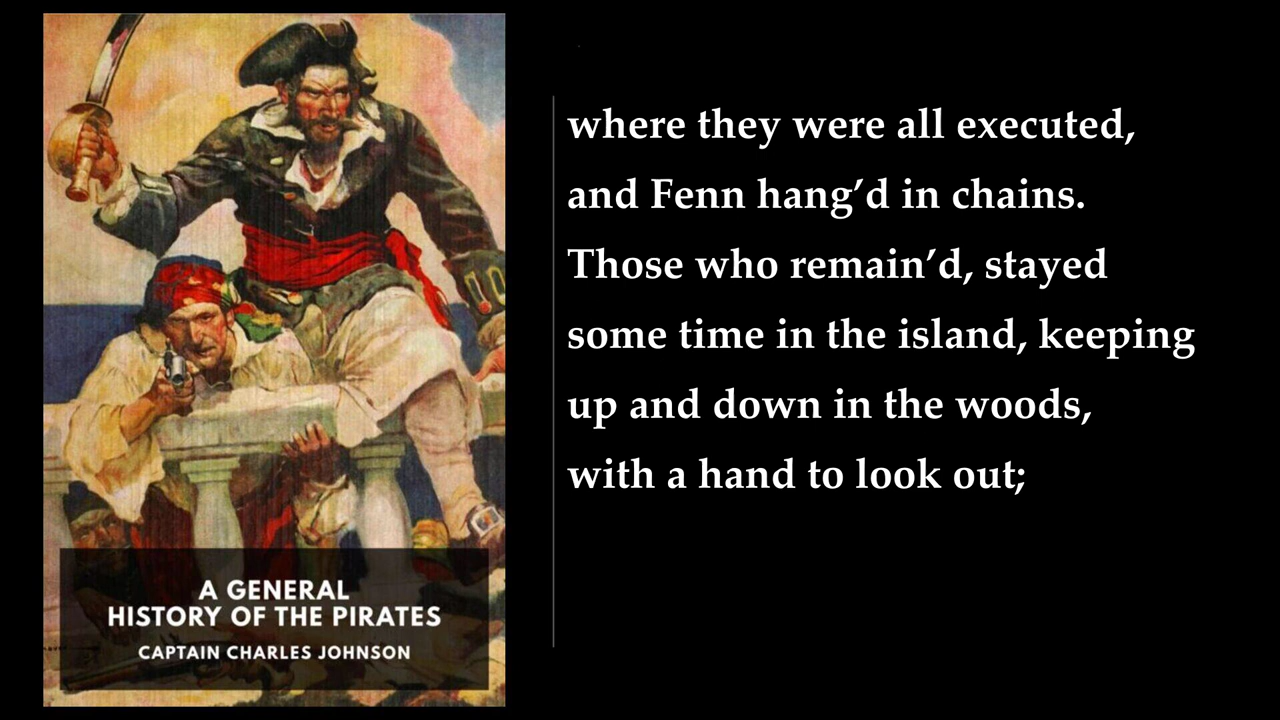 where they were all executed,
and Fenn hang’d in chains.
Those who remain’d, stayed
some time in the island, keeping
up and down in the woods,
with a hand to look out;
A GENERAL
HISTORY OF THE PIRATES
CAPTAIN CHARLES JOHNSON